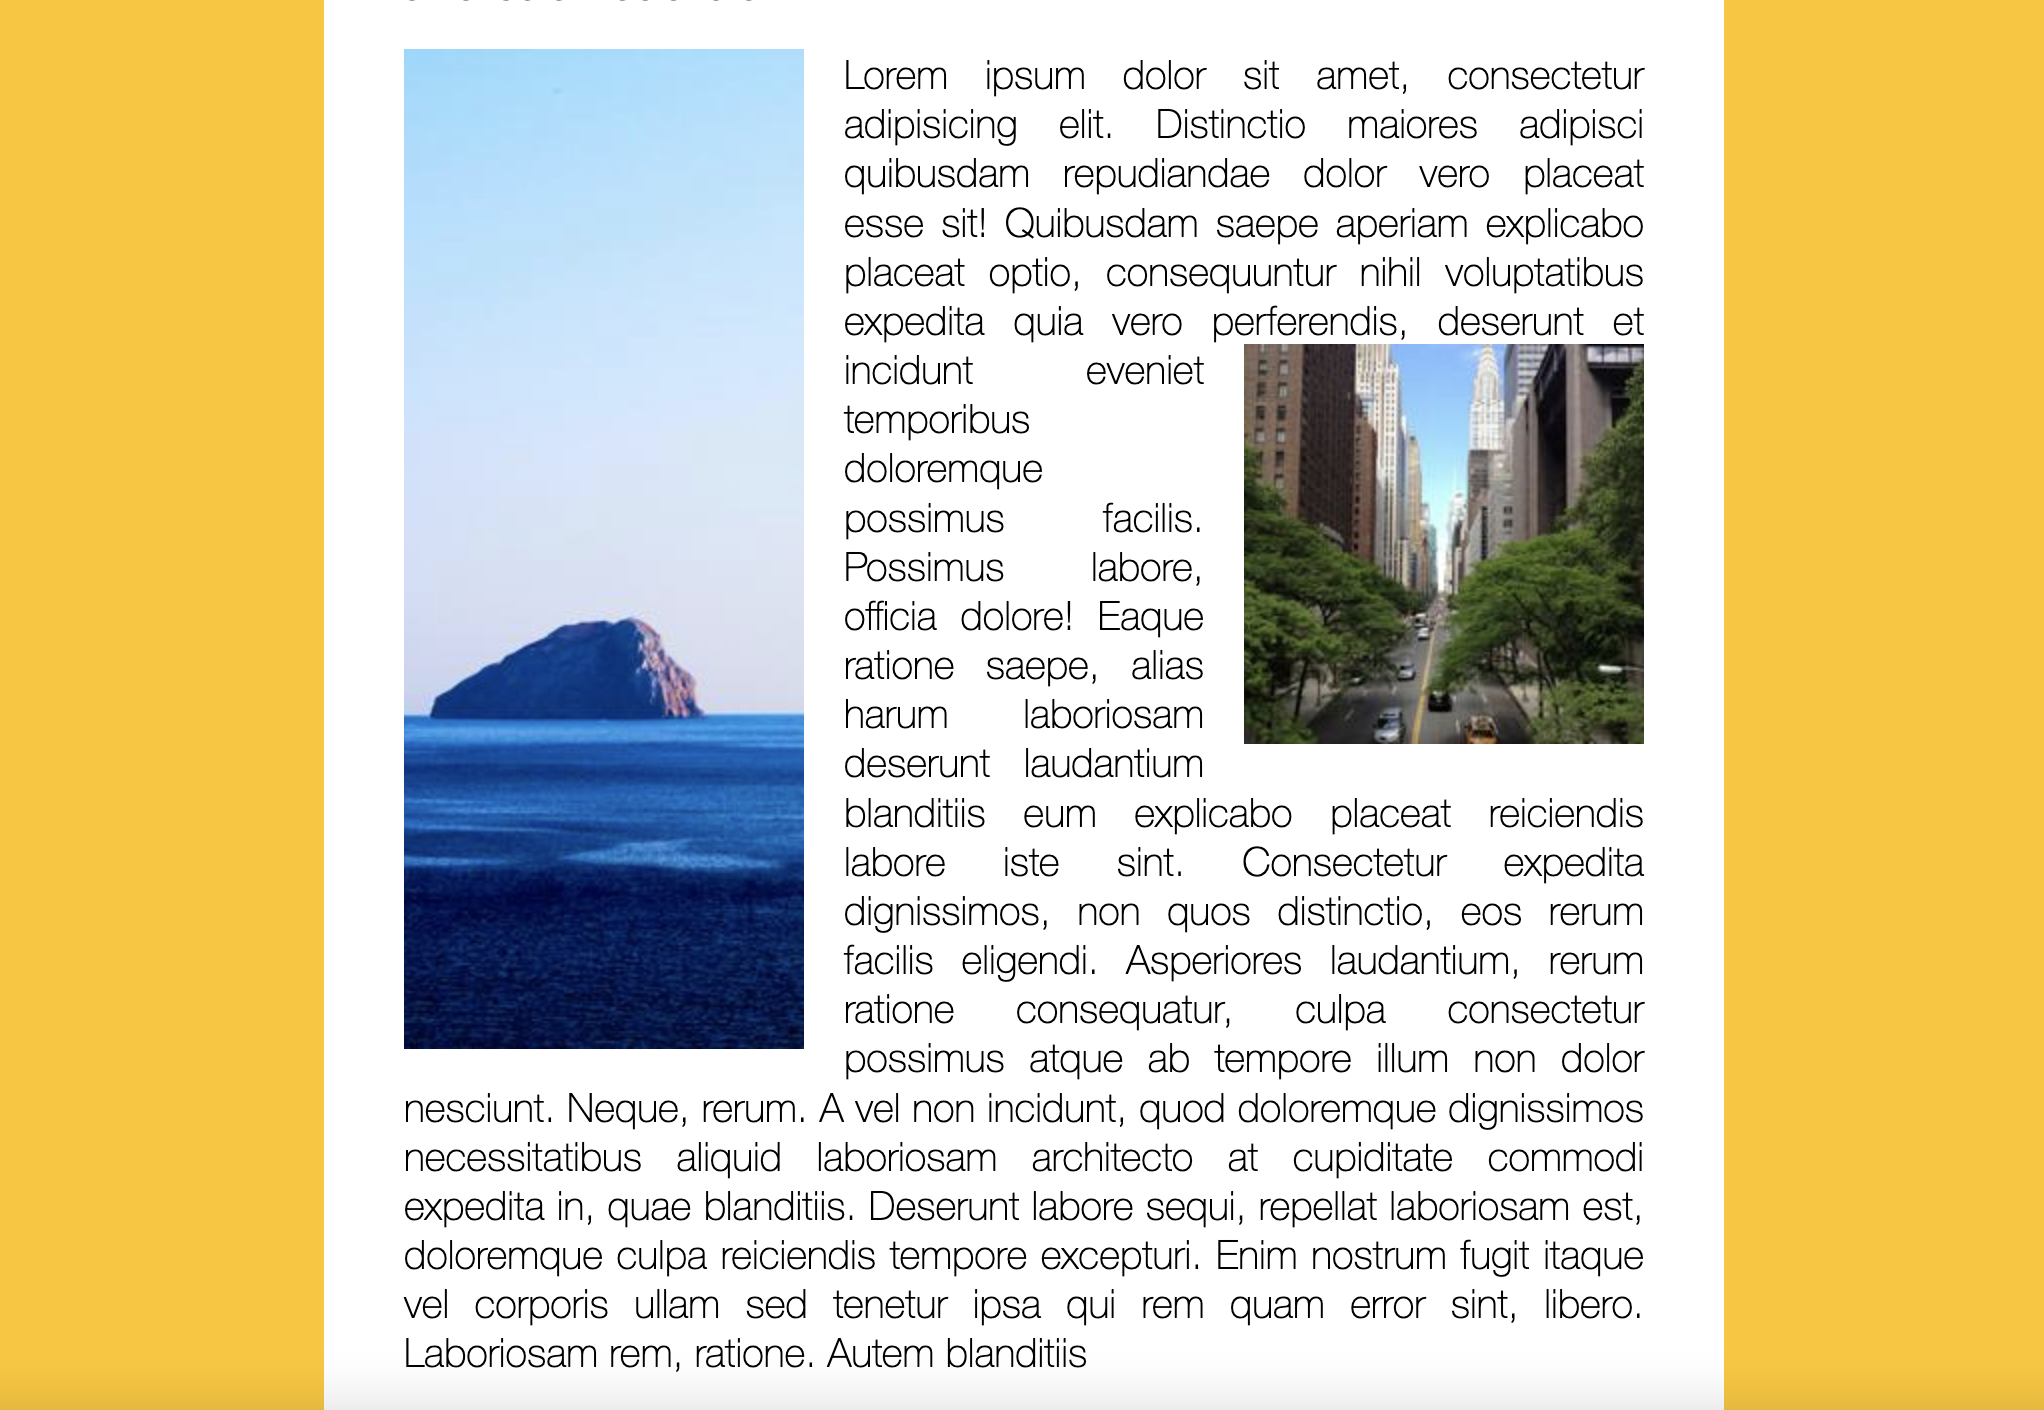 Lorem ipsum dolor sit amet, consectetur
adipisicing elit. Distinctio maiores adipisci
quibusdam repudiandae dolor vero placeat
esse sit! Quibusdam saepe aperiam explicabo
placeat optio, consequuntur nihil voluptatibus
expedita quia vero perferendis, deserunt et
incidunt eveniet
temporibus
doloremque
possimus facilis.
Possimus labore,
officia dolore! Eaque
ratione saepe, alias
harum laboriosam
deserunt laudantium
blanditiis eum explicabo placeat reiciendis
labore iste sint. Consectetur expedita
dignissimos, non quos distinctio, eos rerum
facilis eligendi. Asperiores laudantium, rerum
ratione consequatur, culpa consectetur
possimus atque ab tempore illum non dolor
nesciunt. Neque, rerum. A vel non incidunt, quod doloremque dignissimos
necessitatibus aliquid laboriosam architecto at cupiditate commodi
expedita in, quae blanditiis. Deserunt labore sequi, repellat laboriosam est,
doloremque culpa reiciendis tempore excepturi. Enim nostrum fugit itaque
vel corporis ullam sed tenetur ipsa qui rem quam error sint, libero.
Laboriosam rem, ratione. Autem blanditiis